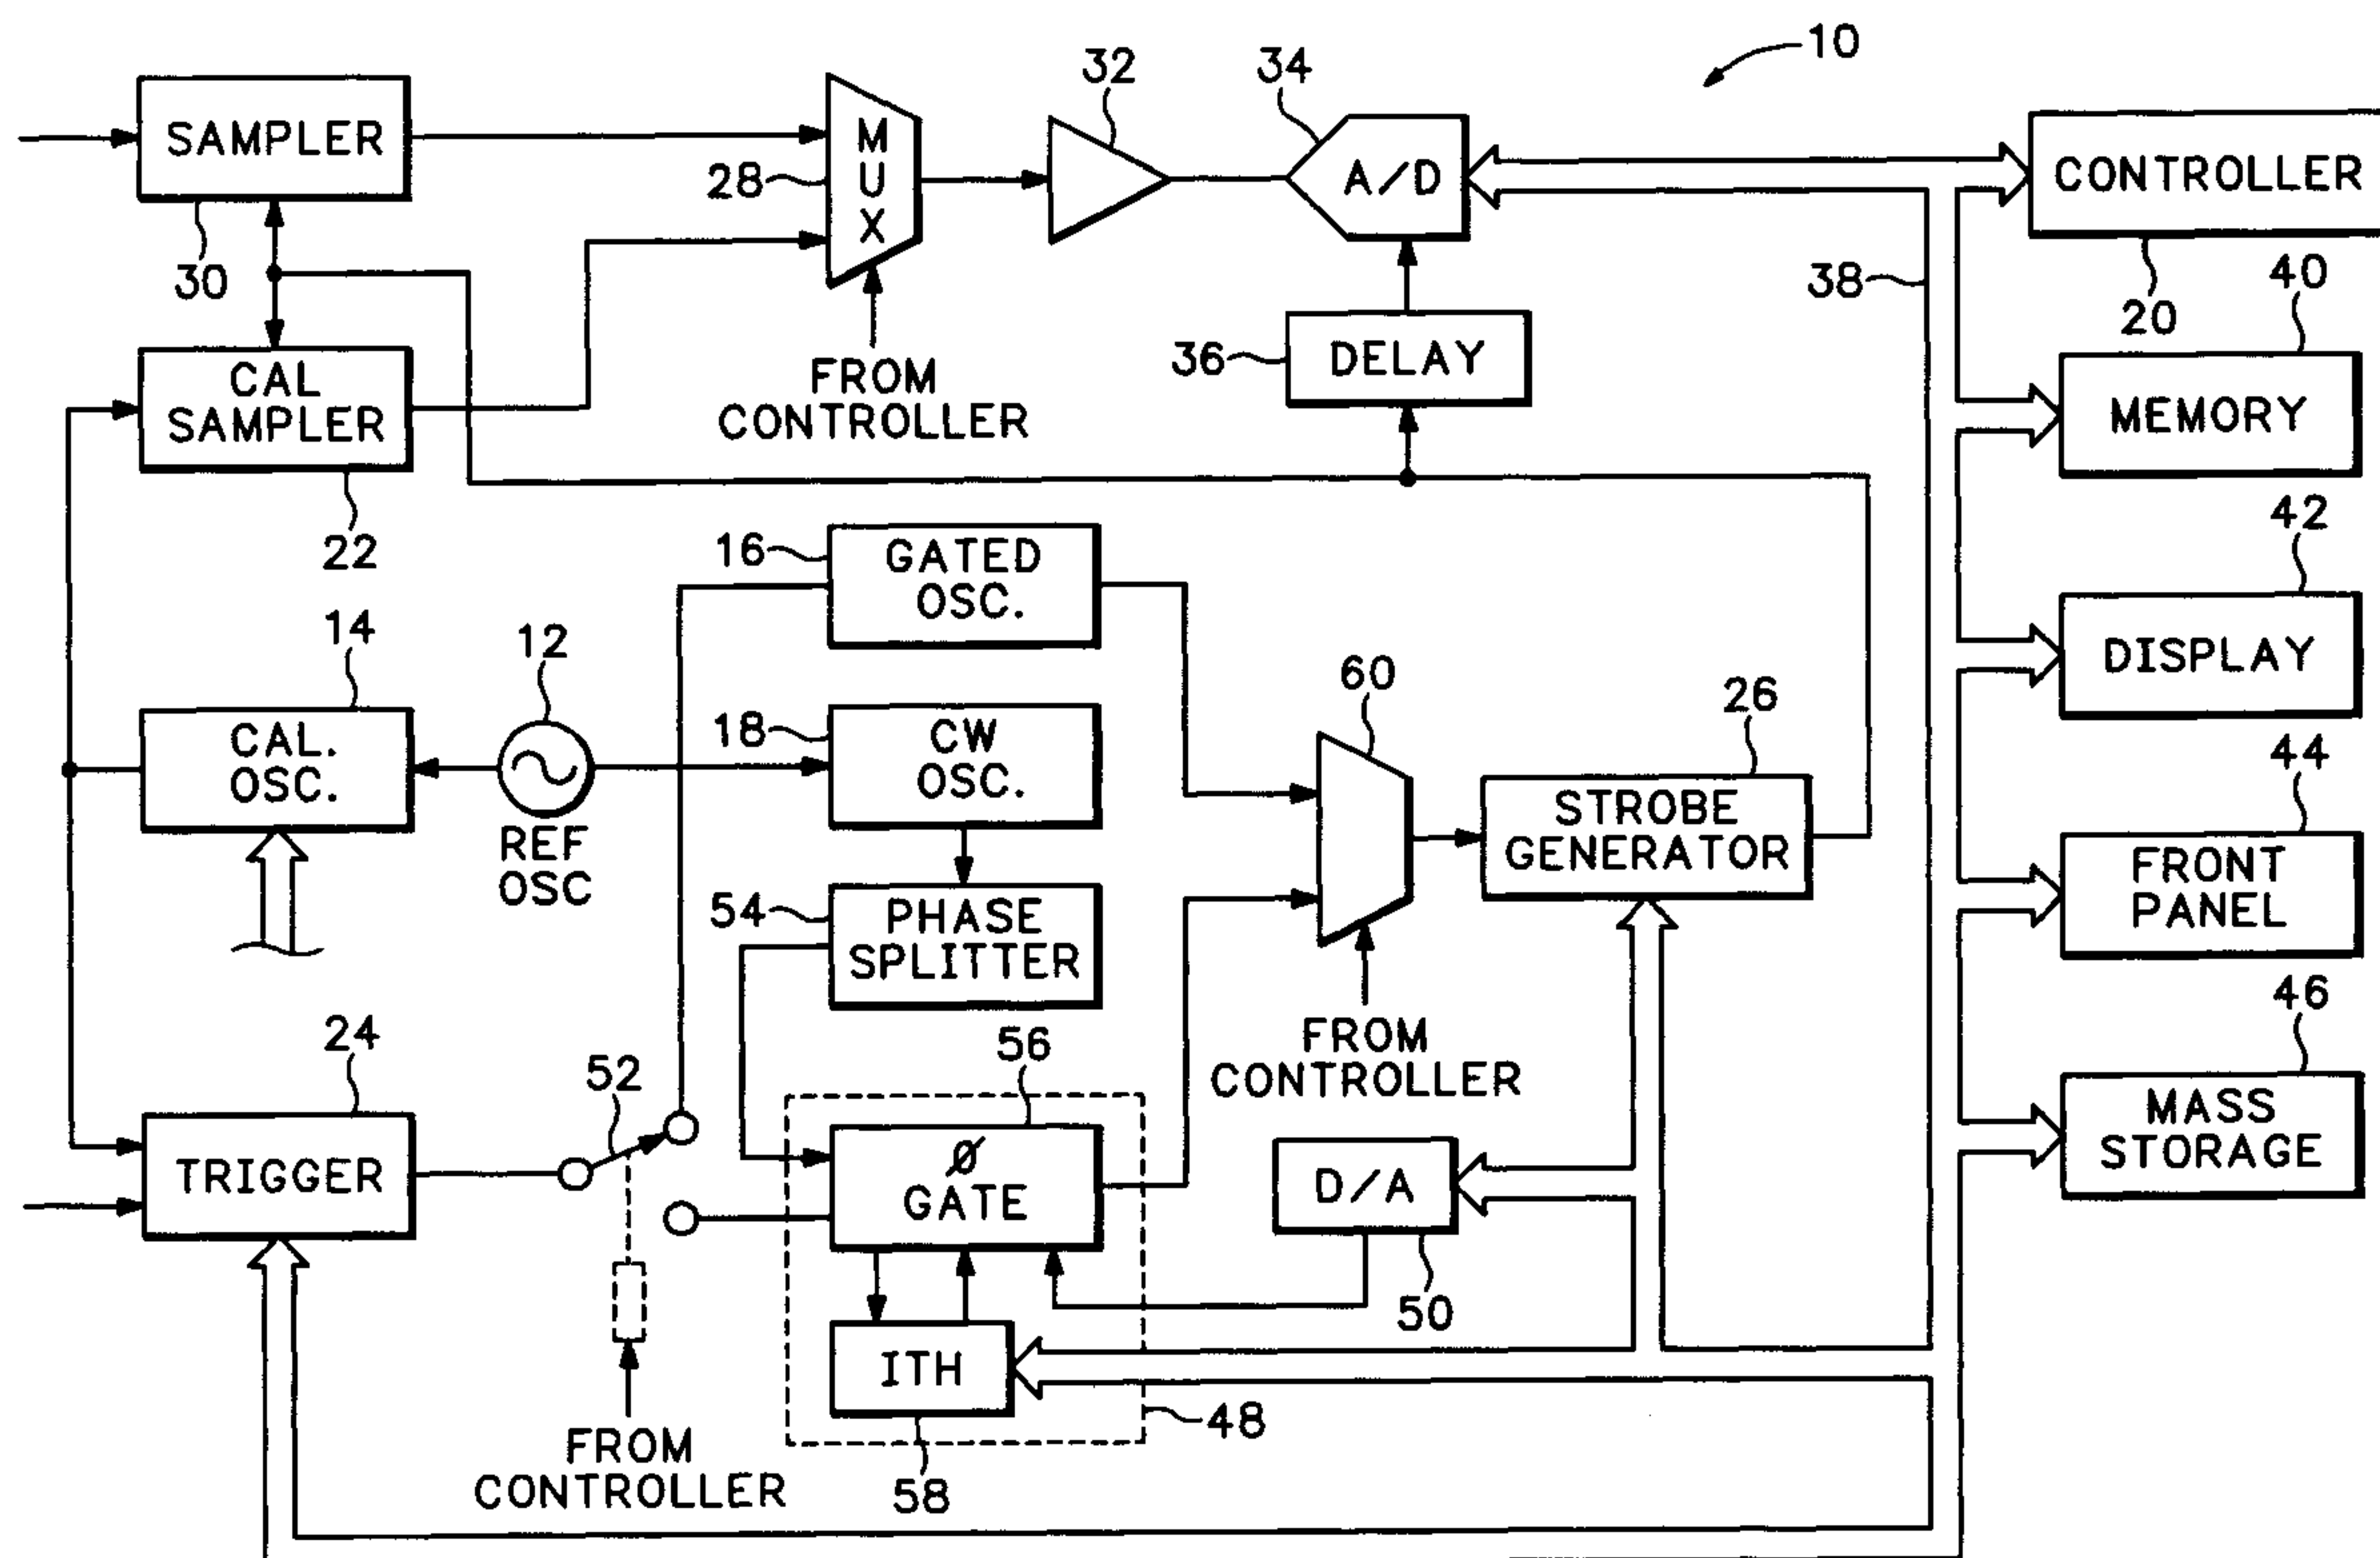 10
32
34
SAMPLER
MUX
28
A/D
CONTROLLER
30
38
20
40
CAL
SAMPLER
FROM
CONTROLLER
36
DELAY
MEMORY
22
16
GATED
OSC.
42
14
12
DISPLAY
CAL.
OSC.
REF
OSC
18
CW
OSC.
60
26
STROBE
GENERATOR
44
54
PHASE
SPLITTER
FRONT
PANEL
24
52
56
FROM
CONTROLLER
46
TRIGGER
Ø
GATE
D/A
MASS
STORAGE
50
ITH
48
FROM
CONTROLLER
58